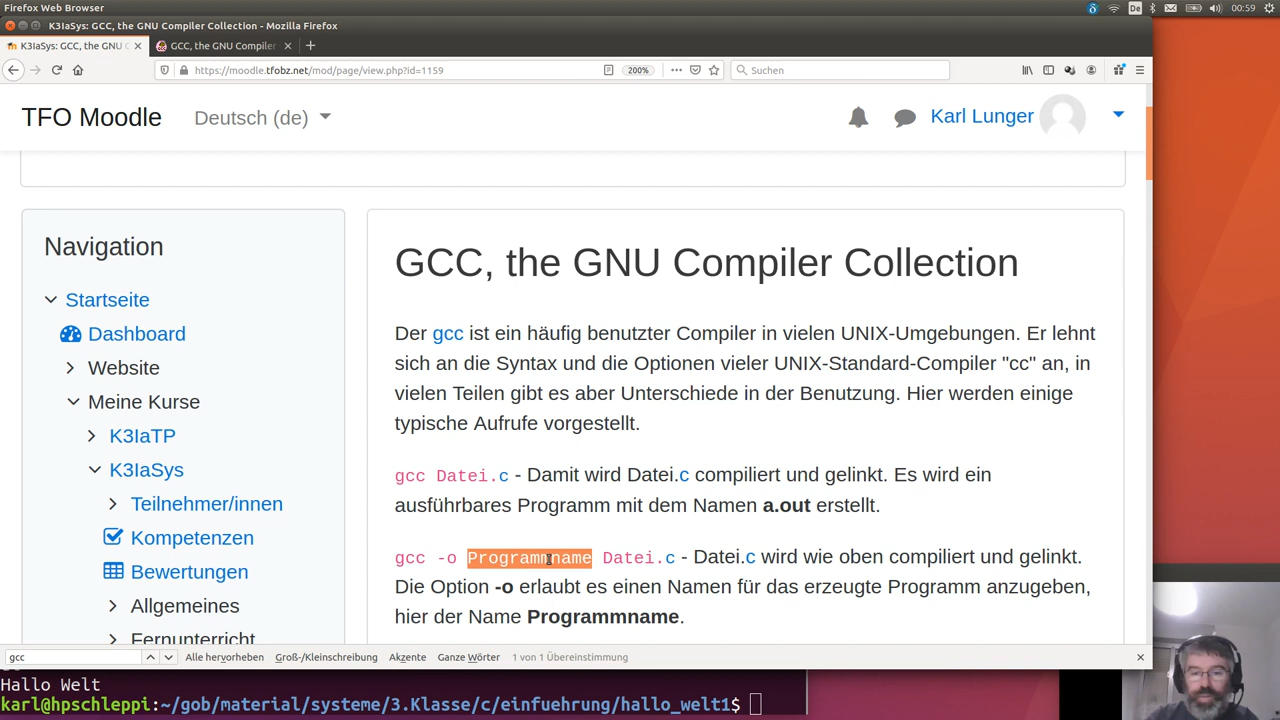 Firefox Web Browser
De
00:59
K3IaSys: GCC, the GNU Compiler Collection - Mozilla Firefox
K3IaSys: GCC, the GNU C
GCC, the GNU Compiler
https://moodle.tfobz.net/mod/page/view.php?id=1159
200%
Suchen
TFO Moodle
Deutsch (de)
Karl Lunger
Navigation
Startseite
Dashboard
Website
Meine Kurse
K3IaTP
K3IaSys
Teilnehmer/innen
Kompetenzen
Bewertungen
Allgemeines
Fernunterricht
GCC, the GNU Compiler Collection
Der gcc ist ein häufig benutzter Compiler in vielen UNIX-Umgebungen. Er lehnt
sich an die Syntax und die Optionen vieler UNIX-Standard-Compiler "cc" an, in
vielen Teilen gibt es aber Unterschiede in der Benutzung. Hier werden einige
typische Aufrufe vorgestellt.
gcc Datei.c - Damit wird Datei.c compiliert und gelinkt. Es wird ein
ausführbares Programm mit dem Namen a.out erstellt.
gcc -o Programmname Datei.c - Datei.c wird wie oben compiliert und gelinkt.
Die Option -o erlaubt es einen Namen für das erzeugte Programm anzugeben,
hier der Name Programmname.
gcc
Alle hervorheben
Groß-/Kleinschreibung
Akzente
Ganze Wörter
1 von 1 Übereinstimmung
Hallo Welt
karl@hpschleppi:~/gob/material/systeme/3.Klasse/c/einfuehrung/hallo_welt1$